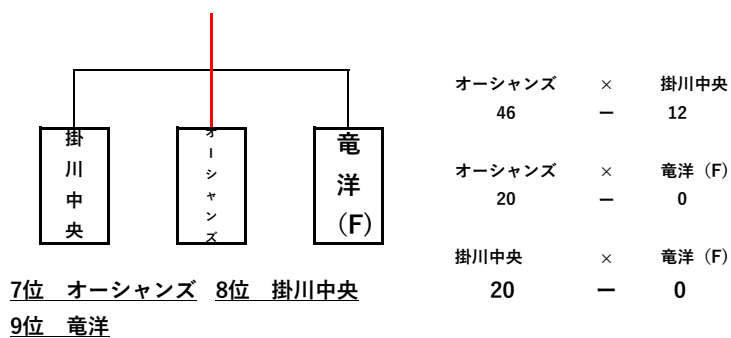 掛川中央
オーシャンズ
竜洋（F）
オーシャンズ × 掛川中央
46 ー 12
オーシャンズ × 竜洋（F）
20 ー 0
掛川中央 × 竜洋（F）
20 ー 0
7位　オーシャンズ　8位　掛川中央
9位　竜洋